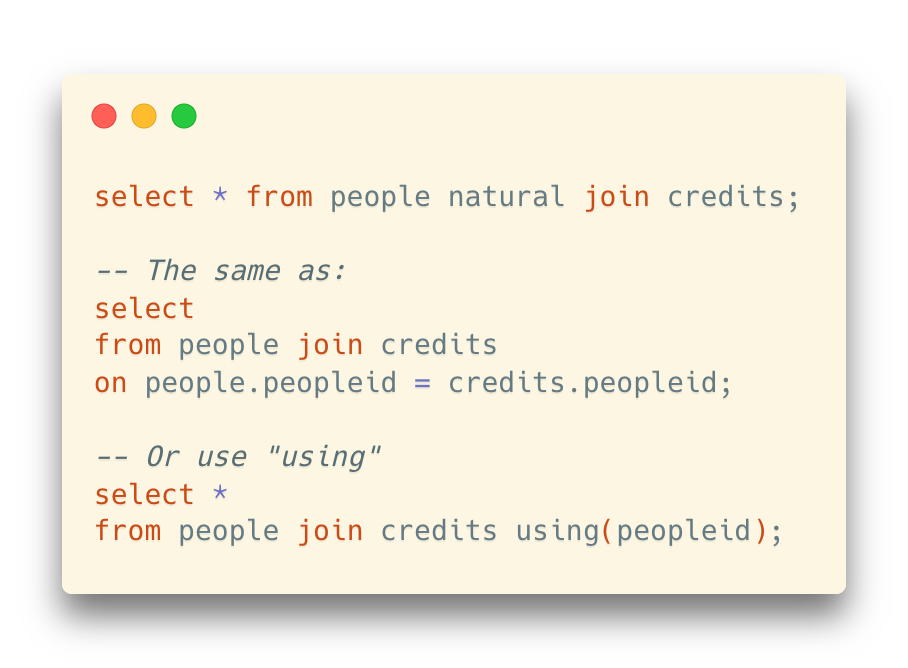 select * from people natural join credits;
-- The same as:
select
from people join credits
on people.peopleid = credits.peopleid;
-- Or use "using"
select *
from people join credits using(peopleid);